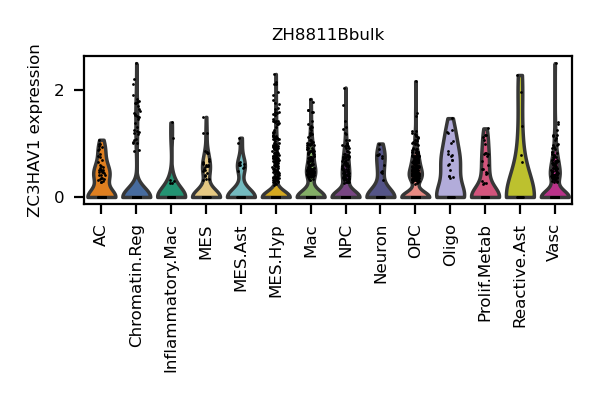 ZH8811Bbulk
ZC3HAV1 expression
2
0
AC
Chromatin.Reg
Inflammatory.Mac
MES
MES.Ast
MES.Hyp
Mac
NPC
Neuron
OPC
Oligo
Prolif.Metab
Reactive.Ast
Vasc